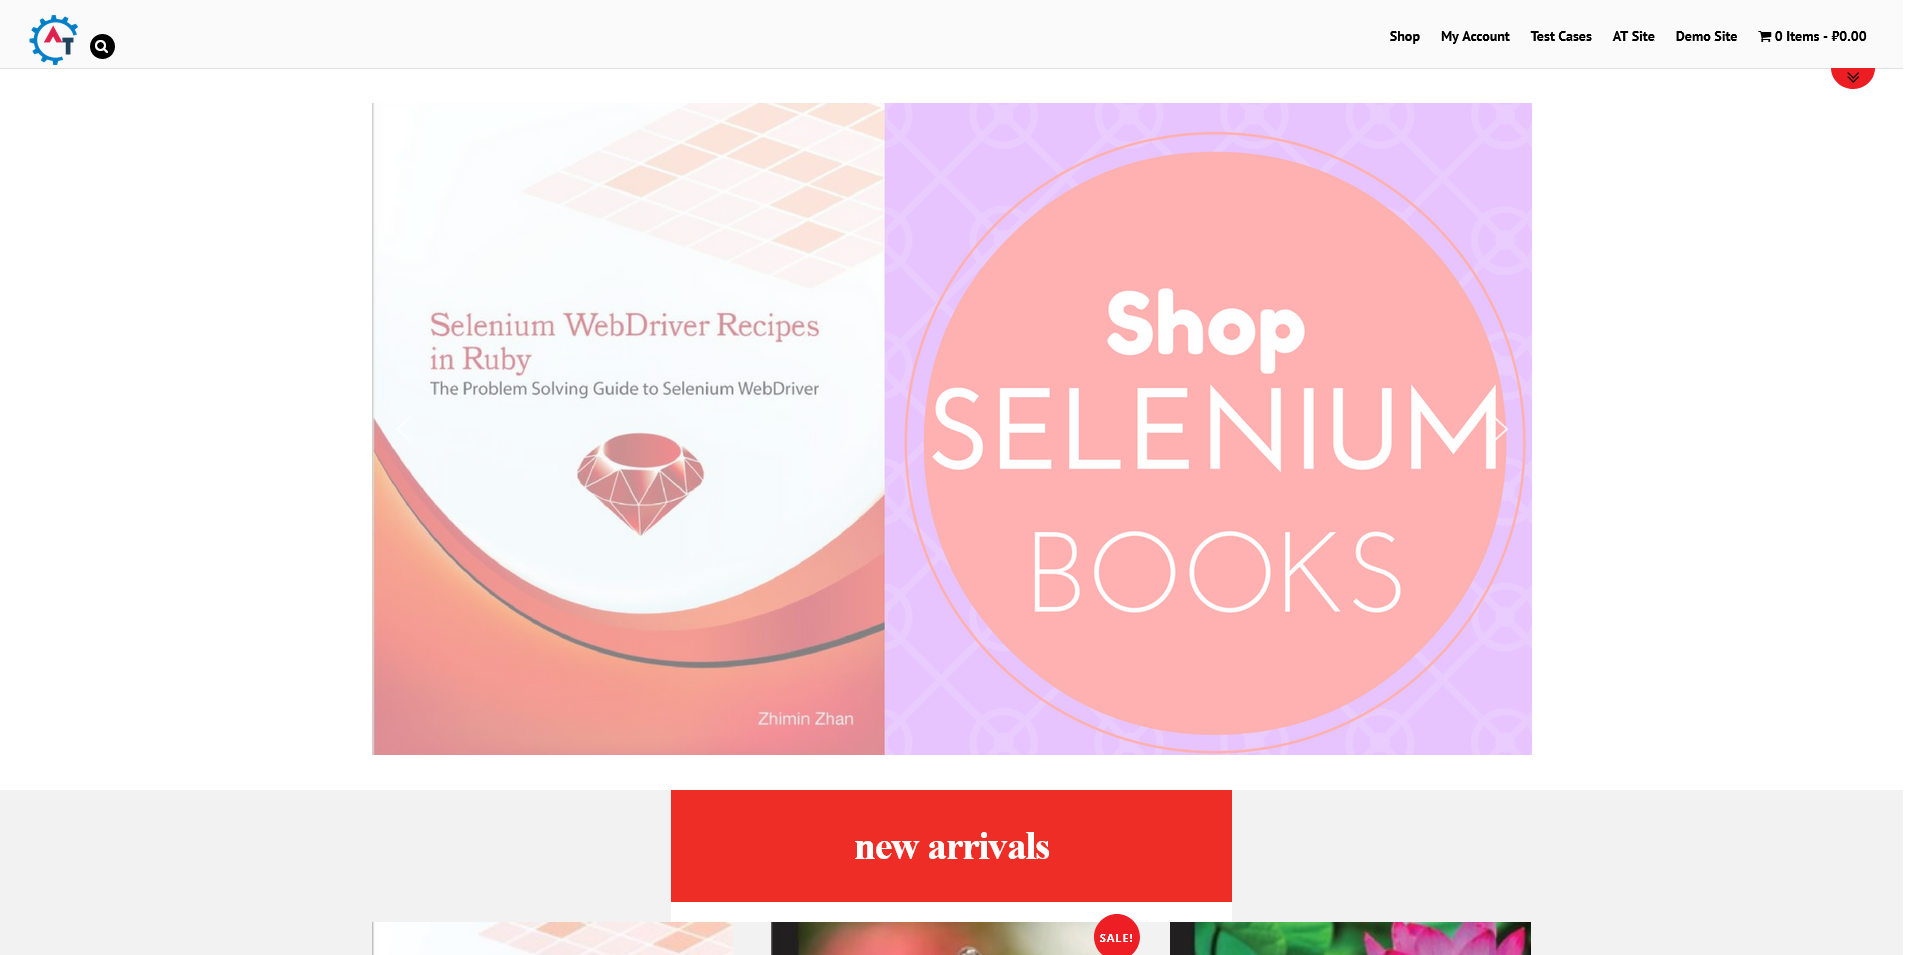 AT
Shop
My Account
Test Cases
AT Site
Demo Site
0 Items - ₽0.00
Selenium WebDriver Recipes
in Ruby
The Problem Solving Guide to Selenium WebDriver
Zhimin Zhan
Shop
SELENIUM
BOOKS
new arrivals
SALE!